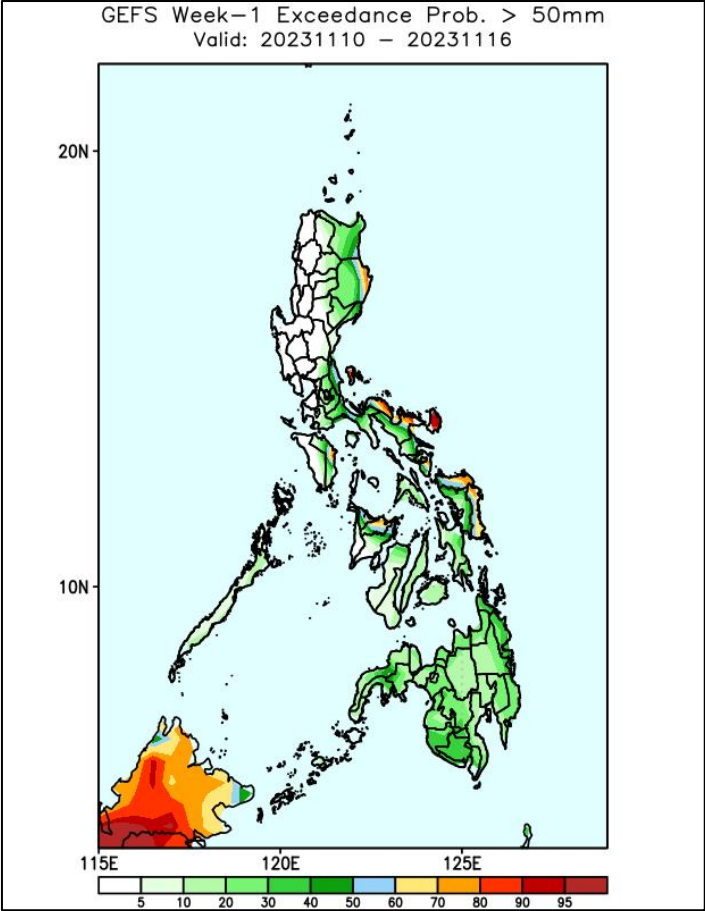 GEFS Week-1 Exceedance Prob. > 50mm
Valid: 20231110 - 20231116
20N
10N
115E 120E 125E
5 10 20 30 40 50 60 70 80 90 95